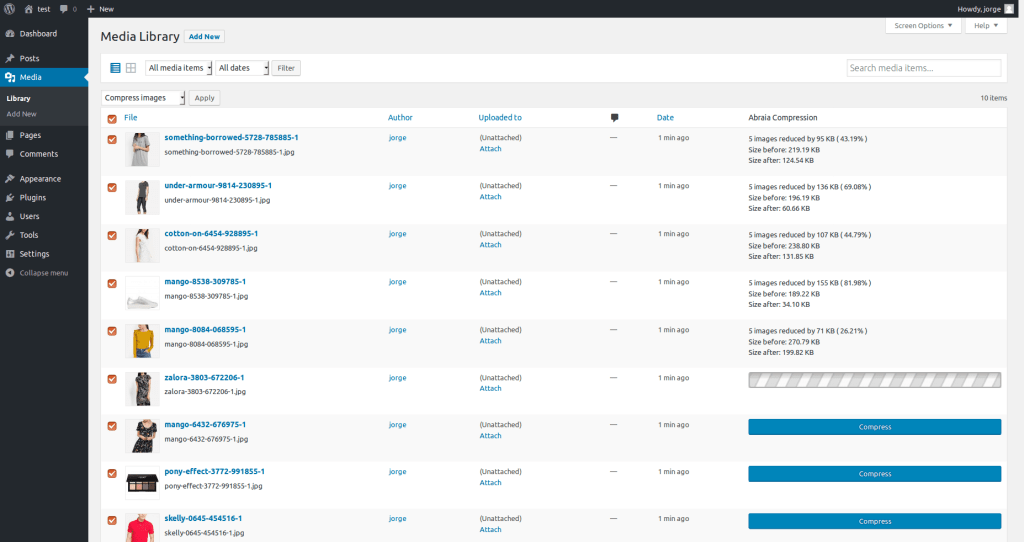 test
0
New
Howdy, jorge
Dashboard
Posts
Media
Library
Add New
Pages
Comments
Appearance
Plugins
Users
Tools
Settings
Collapse menu
Screen Options
Help
Media Library
Add New
All media items
All dates
Filter
Search media items...
Compress images
Apply
10 items
File
Author
Uploaded to
Date
Abraia Compression
something-borrowed-5728-785885-1
something-borrowed-5728-785885-1.jpg
jorge
(Unattached)
Attach
—
1 min ago
5 images reduced by 95 KB ( 43.19% )
Size before: 219.19 KB
Size after: 124.54 KB
under-armour-9814-230895-1
under-armour-9814-230895-1.jpg
jorge
(Unattached)
Attach
—
1 min ago
5 images reduced by 136 KB ( 69.08% )
Size before: 196.19 KB
Size after: 60.66 KB
cotton-on-6454-928895-1
cotton-on-6454-928895-1.jpg
jorge
(Unattached)
Attach
—
1 min ago
5 images reduced by 107 KB ( 44.79% )
Size before: 238.80 KB
Size after: 131.85 KB
mango-8538-309785-1
mango-8538-309785-1.jpg
jorge
(Unattached)
Attach
—
1 min ago
5 images reduced by 155 KB ( 81.98% )
Size before: 189.22 KB
Size after: 34.10 KB
mango-8084-068595-1
mango-8084-068595-1.jpg
jorge
(Unattached)
Attach
—
1 min ago
5 images reduced by 71 KB ( 26.21% )
Size before: 270.79 KB
Size after: 199.82 KB
zalora-3803-672206-1
zalora-3803-672206-1.jpg
jorge
(Unattached)
Attach
—
1 min ago
mango-6432-676975-1
mango-6432-676975-1.jpg
jorge
(Unattached)
Attach
—
1 min ago
Compress
pony-effect-3772-991855-1
pony-effect-3772-991855-1.jpg
jorge
(Unattached)
Attach
—
1 min ago
Compress
skelly-0645-454516-1
skelly-0645-454516-1.jpg
jorge
(Unattached)
Attach
—
1 min ago
Compress